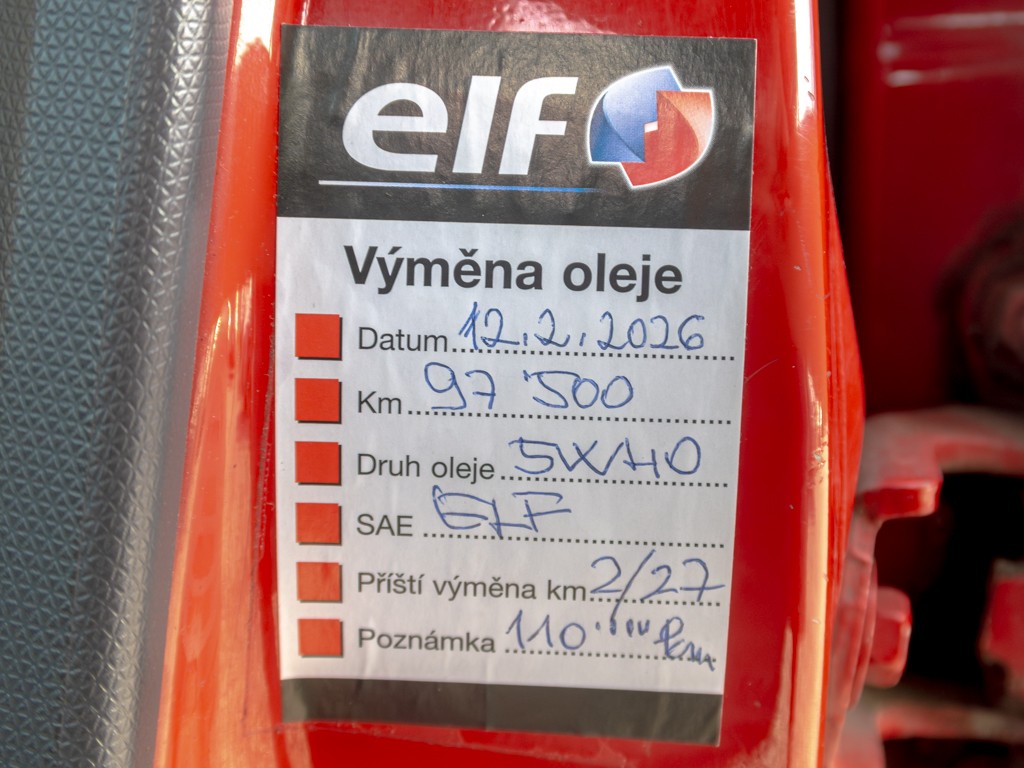 elf
Výměna oleje
Datum 12.2.2026
Km 97 500
Druh oleje 5W40
SAE ELF
Příští výměna km 2/27
Poznámka 110